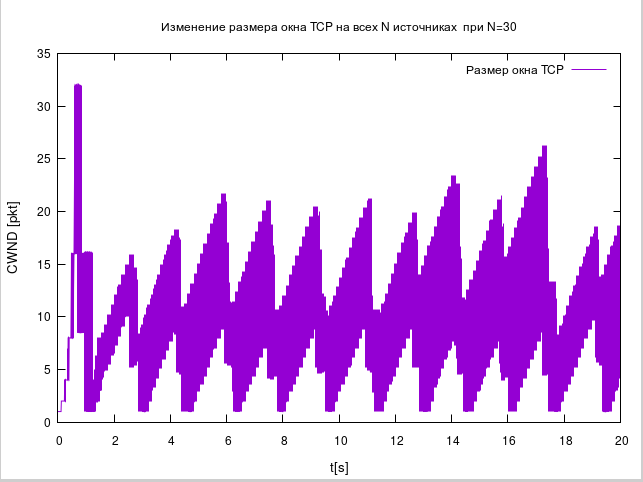 Изменение размера окна TCP на всех N источниках  при N=30
Размер окна TCP
35
30
25
20
15
10
5
0
CWND [pkt]
0 2 4 6 8 10 12 14 16 18 20
t[s]